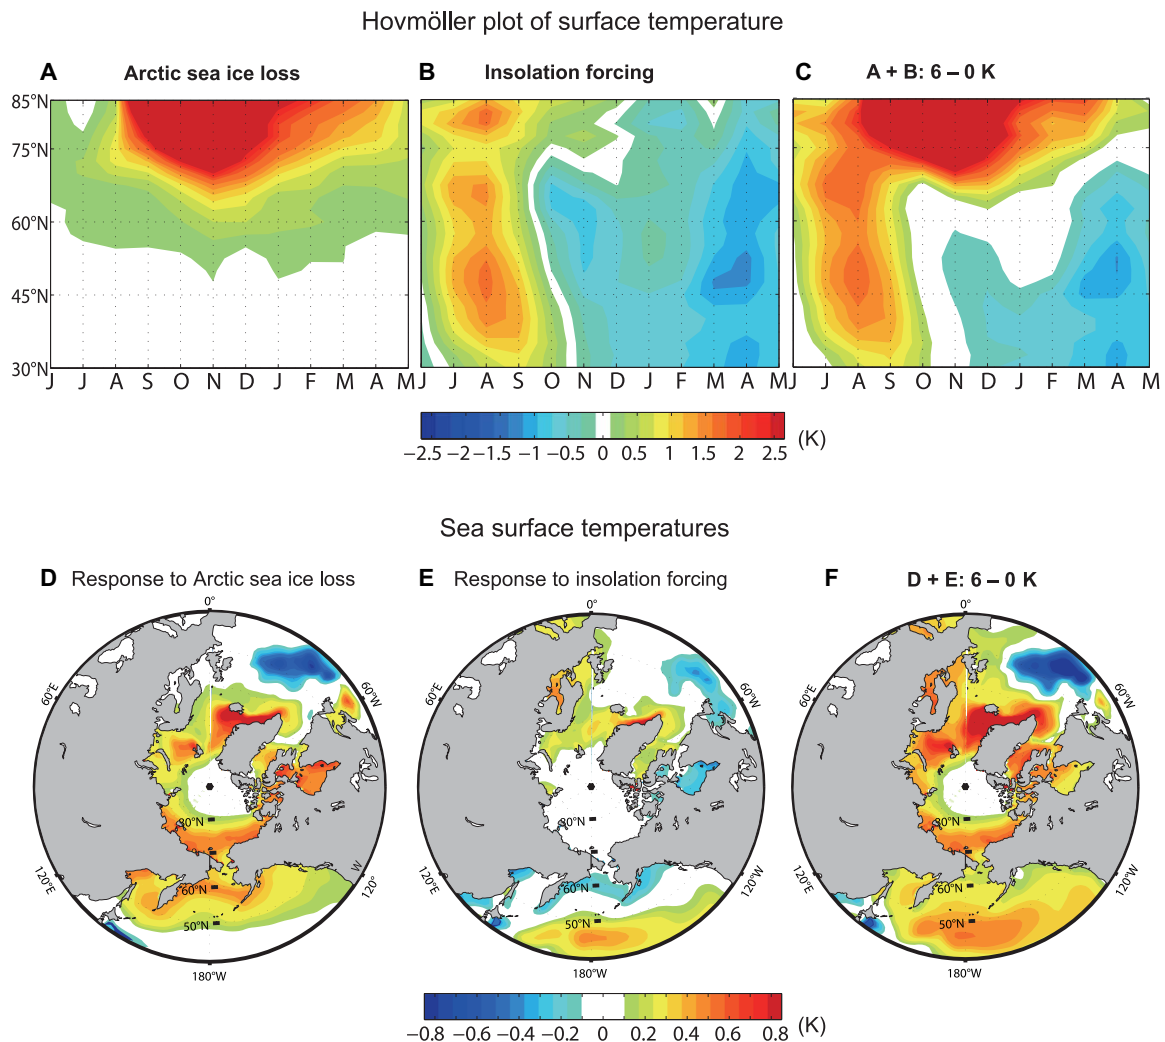 Hovmöller plot of surface temperature
A Arctic sea ice loss
B Insolation forcing
C A + B: 6 – 0 K
85°N
75°N
60°N
45°N
30°N
J J A S O N D J F M A M
J J A S O N D J F M A M
J J A S O N D J F M A M
−2.5 −2 −1.5 −1 −0.5 0 0.5 1 1.5 2 2.5 (K)
Sea surface temperatures
D Response to Arctic sea ice loss
E Response to insolation forcing
F D + E: 6 – 0 K
0° 0° 0°
60°E 60°W 60°E 60°W 60°E 60°W
80°N 80°N 80°N
120°E 60°N 120° W 120°E 60°N 120°W 120°E 60°N 120°W
50°N 50°N 50°N
180°W 180°W 180°W
−0.8 −0.6 −0.4 −0.2 0 0.2 0.4 0.6 0.8 (K)